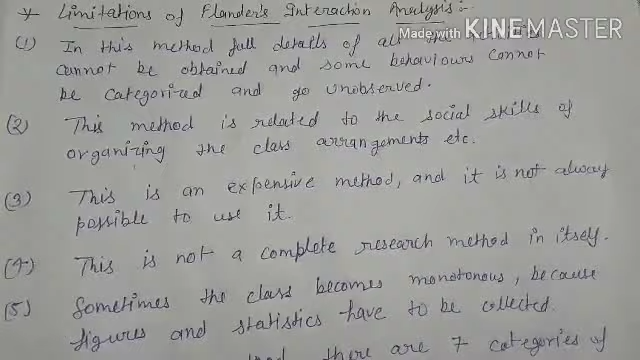 * Limitations of Flander's Interaction Analysis :-
Made with KINEMASTER
(1) In this method full details of all the
cannot be obtained and some behaviours cannot
be categorized and go unobserved.
(2) This method is related to the social skills of
organizing the class arrangements etc.
(3) This is an expensive method, and it is not always
possible to use it.
(4) This is not a complete research method in itself.
(5) Sometimes the class becomes monotonous, because
figures and statistics have to be collected.
there are 7 categories of